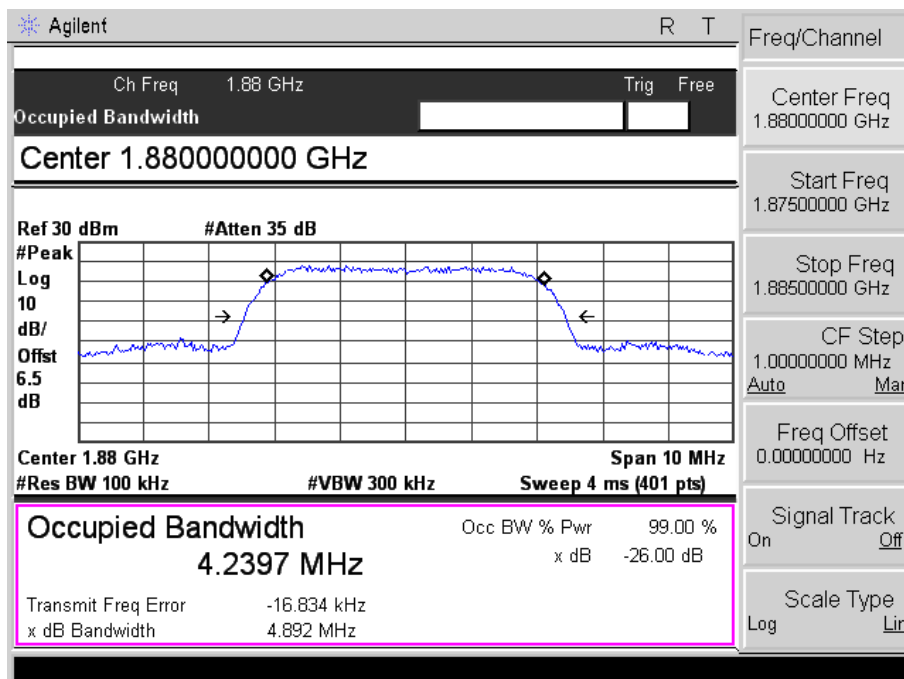 Agilent R T
Ch Freq 1.88 GHz Trig Free
Occupied Bandwidth
Center 1.880000000 GHz
Ref 30 dBm #Atten 35 dB
#Peak
Log
10
dB/
Offst
6.5
dB
Center 1.88 GHz Span 10 MHz
#Res BW 100 kHz #VBW 300 kHz Sweep 4 ms (401 pts)
Occupied Bandwidth
4.2397 MHz
Occ BW % Pwr 99.00 %
x dB -26.00 dB
Transmit Freq Error -16.834 kHz
x dB Bandwidth 4.892 MHz
Freq/Channel
Center Freq
1.88000000 GHz
Start Freq
1.87500000 GHz
Stop Freq
1.88500000 GHz
CF Step
1.00000000 MHz
Auto Mar
Freq Offset
0.00000000 Hz
Signal Track
On Off
Scale Type
Log Lin